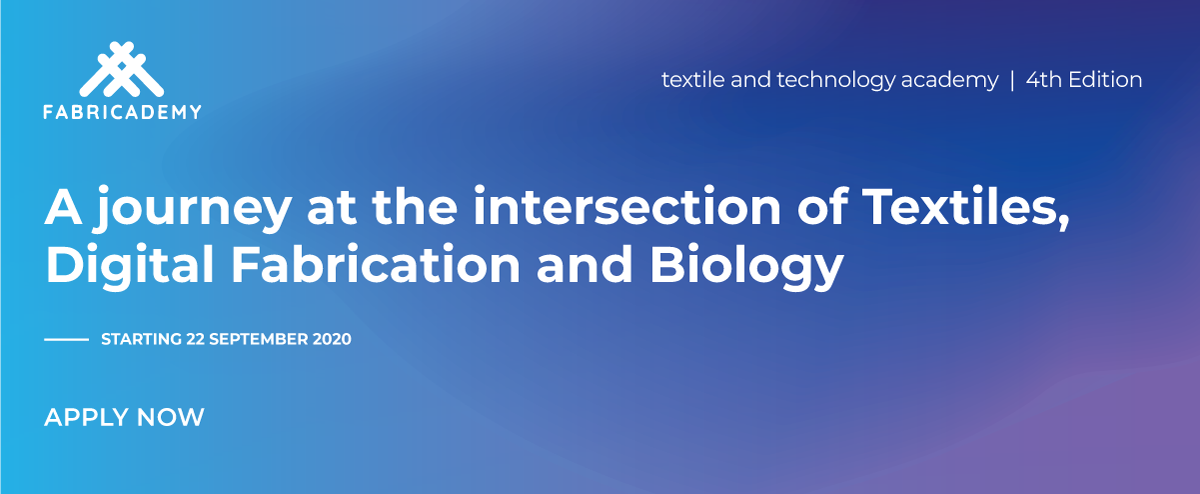 FABRICADEMY
textile and technology academy | 4th Edition
A journey at the intersection of Textiles,
Digital Fabrication and Biology
STARTING 22 SEPTEMBER 2020
APPLY NOW